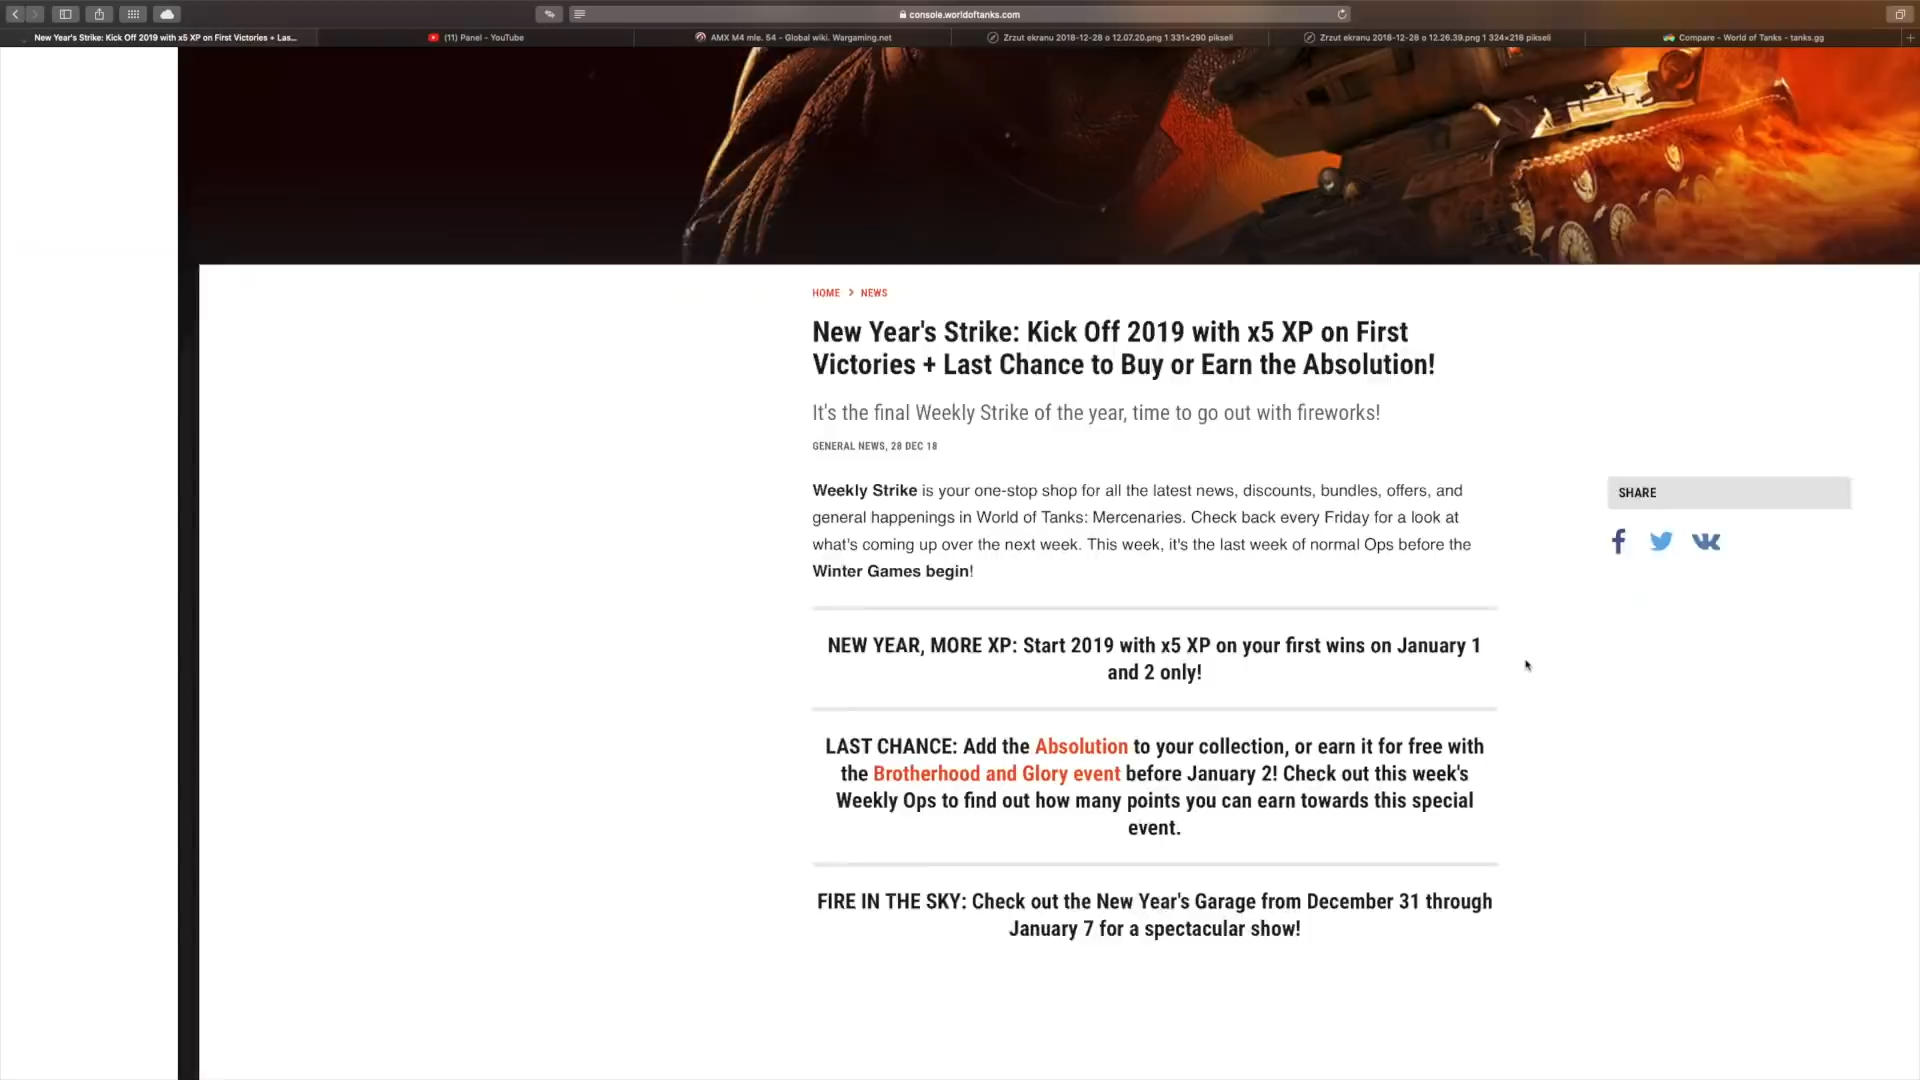 console.worldoftanks.com
New Year's Strike: Kick Off 2019 with x5 XP on First Victories + Las...
(11) Panel - YouTube
AMX M4 mle. 54 - Global wiki. Wargaming.net
Zrzut ekranu 2018-12-28 o 12.07.20.png 1 331×290 pikseli
Zrzut ekranu 2018-12-28 o 12.26.39.png 1 324×218 pikseli
Compare - World of Tanks - tanks.gg
HOME > NEWS
New Year's Strike: Kick Off 2019 with x5 XP on First
Victories + Last Chance to Buy or Earn the Absolution!
It's the final Weekly Strike of the year, time to go out with fireworks!
GENERAL NEWS, 28 DEC 18
Weekly Strike is your one-stop shop for all the latest news, discounts, bundles, offers, and
general happenings in World of Tanks: Mercenaries. Check back every Friday for a look at
what's coming up over the next week. This week, it's the last week of normal Ops before the
Winter Games begin!
SHARE
NEW YEAR, MORE XP: Start 2019 with x5 XP on your first wins on January 1
and 2 only!
LAST CHANCE: Add the Absolution to your collection, or earn it for free with
the Brotherhood and Glory event before January 2! Check out this week's
Weekly Ops to find out how many points you can earn towards this special
event.
FIRE IN THE SKY: Check out the New Year's Garage from December 31 through
January 7 for a spectacular show!